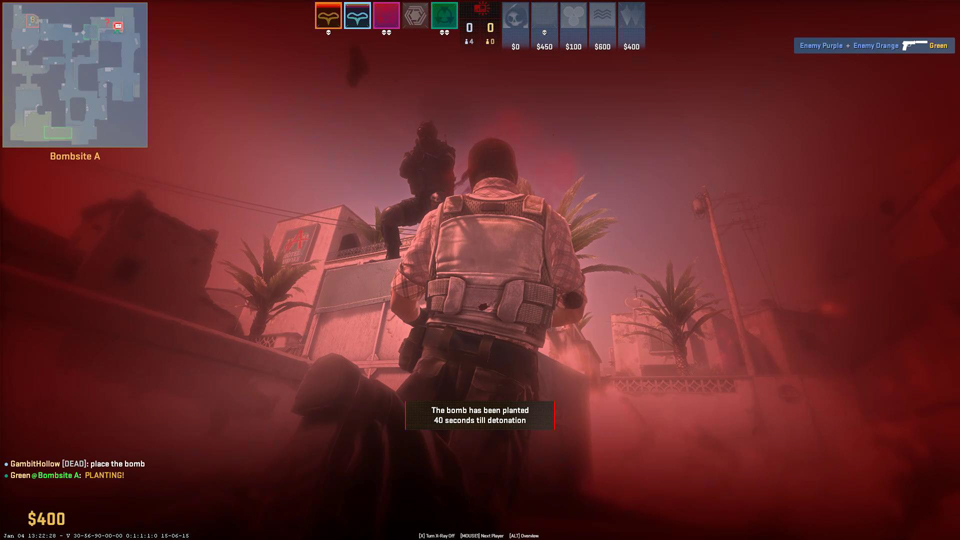 0 0
4 0
$0 $450 $100 $600 $400
Enemy Purple + Enemy Orange Green
Bombsite A
The bomb has been planted
40 seconds till detonation
GambitHollow [DEAD]: place the bomb
Green @ Bombsite A: PLANTING!
$400
[X] Turn X-Ray Off [MOUSE1] Next Player [ALT] Overview